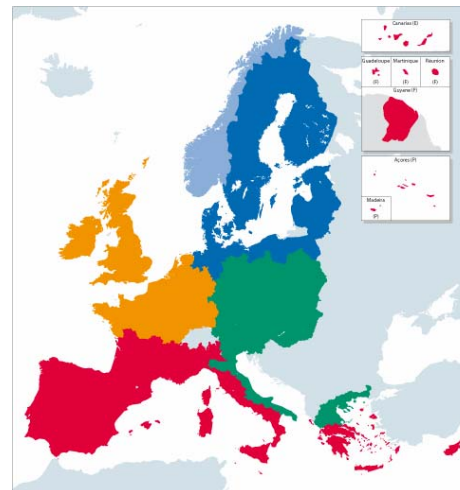 Canarias (E)
Guadeloupe Martinique Réunion
(F) (F) (F)
Guyane (F)
Açores (P)
Madeira
(P)